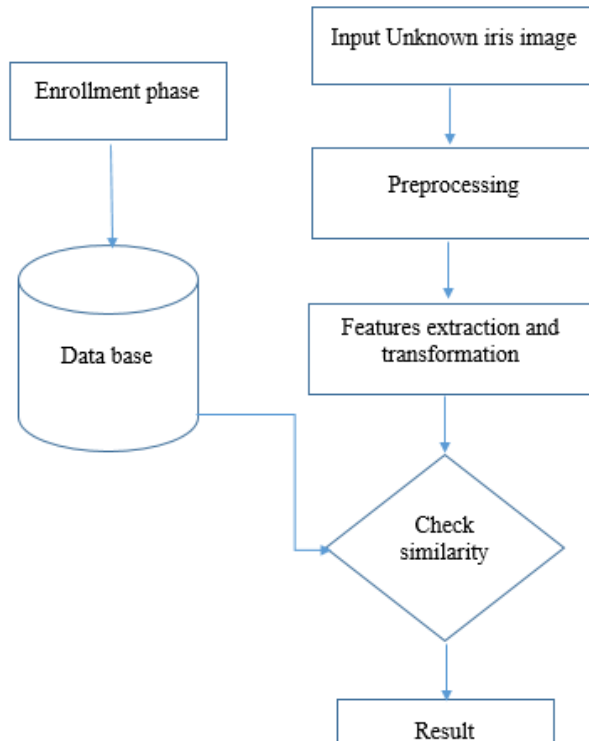 Input Unknown iris image
Enrollment phase
Preprocessing
Features extraction and
transformation
Data base
Check
similarity
Result